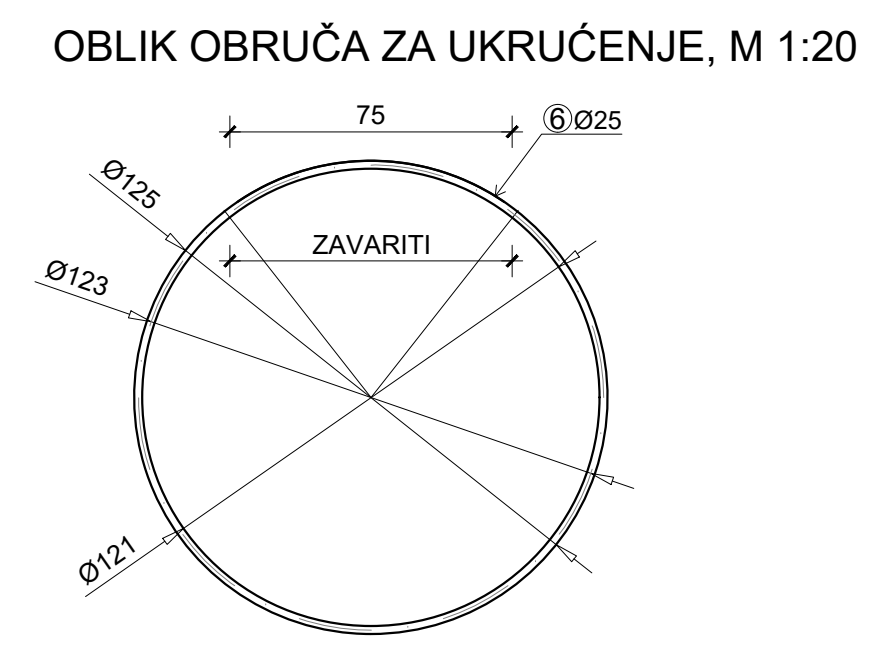 OBLIK OBRUČA ZA UKRUĆENJE, M 1:20
75
6 Ø25
Ø125
ZAVARITI
Ø123
Ø121